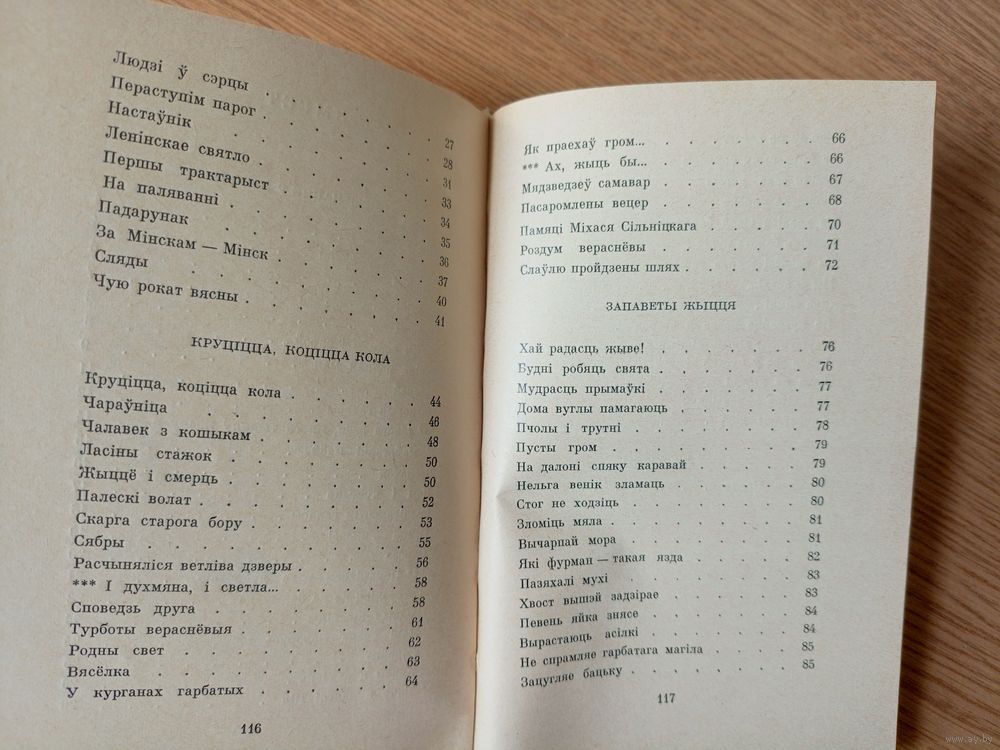 Людзі ў сэрцы . . . . . . 27
Пераступім парог . . . . . . 28
Настаўнік . . . . . . 31
Ленінскае святло . . . . . . 33
Першы трактарыст . . . . . . 34
На паляванні . . . . . . 35
Падарунак . . . . . . 36
За Мінскам — Мінск . . . . . . 37
Сляды . . . . . . 40
Чую рокат вясны . . . . . . 41
КРУЦІЦЦА, КОЦІЦЦА КОЛА
Круціцца, коціцца кола . . . . . . 44
Чараўніца . . . . . . 46
Чалавек з кошыкам . . . . . . 48
Ласіны стажок . . . . . . 50
Жыццё і смерць . . . . . . 50
Палескі волат . . . . . . 52
Скарга старога бору . . . . . . 53
Сябры . . . . . . 55
Расчыняліся ветліва дзверы . . . . . . 56
*** І духмяна, і светла... . . . . . . 58
Споведзь друга . . . . . . 58
Турботы вераснёвыя . . . . . . 61
Родны свет . . . . . . 62
Вясёлка . . . . . . 63
У курганах гарбатых . . . . . . 64
116
Як праехаў гром... . . . . . . 66
*** Ах, жыць бы... . . . . . . 66
Мядзведзеў самавар . . . . . . 67
Пасаромлены вецер . . . . . . 68
Памяці Міхася Сільніцкага . . . . . 70
Роздум вераснёвы . . . . . . 71
Слаўлю пройдзены шлях . . . . . . 72
ЗАПАВЕТЫ ЖЫЦЦЯ
Хай радасць жыве! . . . . . . 76
Будні робяць свята . . . . . . 76
Мудрасць прымаўкі . . . . . . 77
Дома вуглы памагаюць . . . . . . 77
Пчолы і трутні . . . . . . 78
Пусты гром . . . . . . 79
На далоні спяку каравай . . . . . 79
Нельга венік зламаць . . . . . . 80
Стог не ходзіць . . . . . . 80
Зломіць мяла . . . . . . 81
Вычарпай мора . . . . . . 81
Які фурман — такая язда . . . . . 82
Пазяхалі мухі . . . . . . 83
Хвост вышэй задзірае . . . . . . 83
Певень яйка знясе . . . . . . 84
Вырастаюць асілкі . . . . . . 84
Не спрамляе гарбатага магіла . . . . 85
Зацугляе бацьку . . . . . . 85
117
www.ay.by